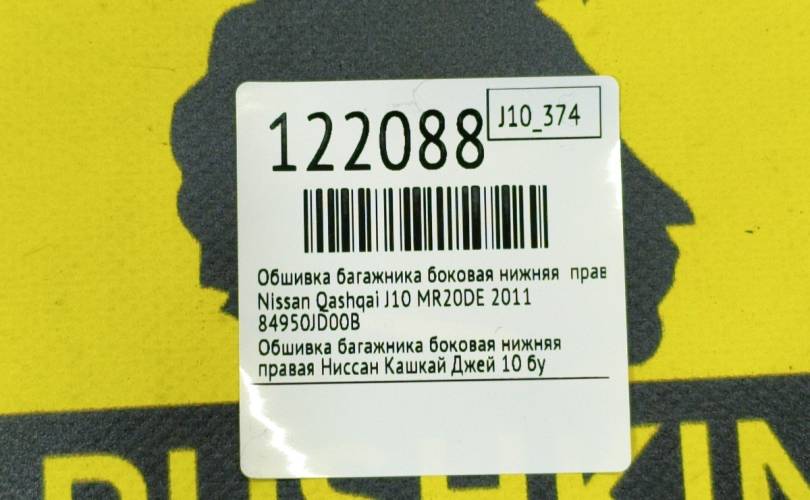 122088
J10_374
Обшивка багажника боковая нижняя прав
Nissan Qashqai J10 MR20DE 2011
84950JD00B
Обшивка багажника боковая нижняя
правая Ниссан Кашкай Джей 10 бу
PUSHKIN